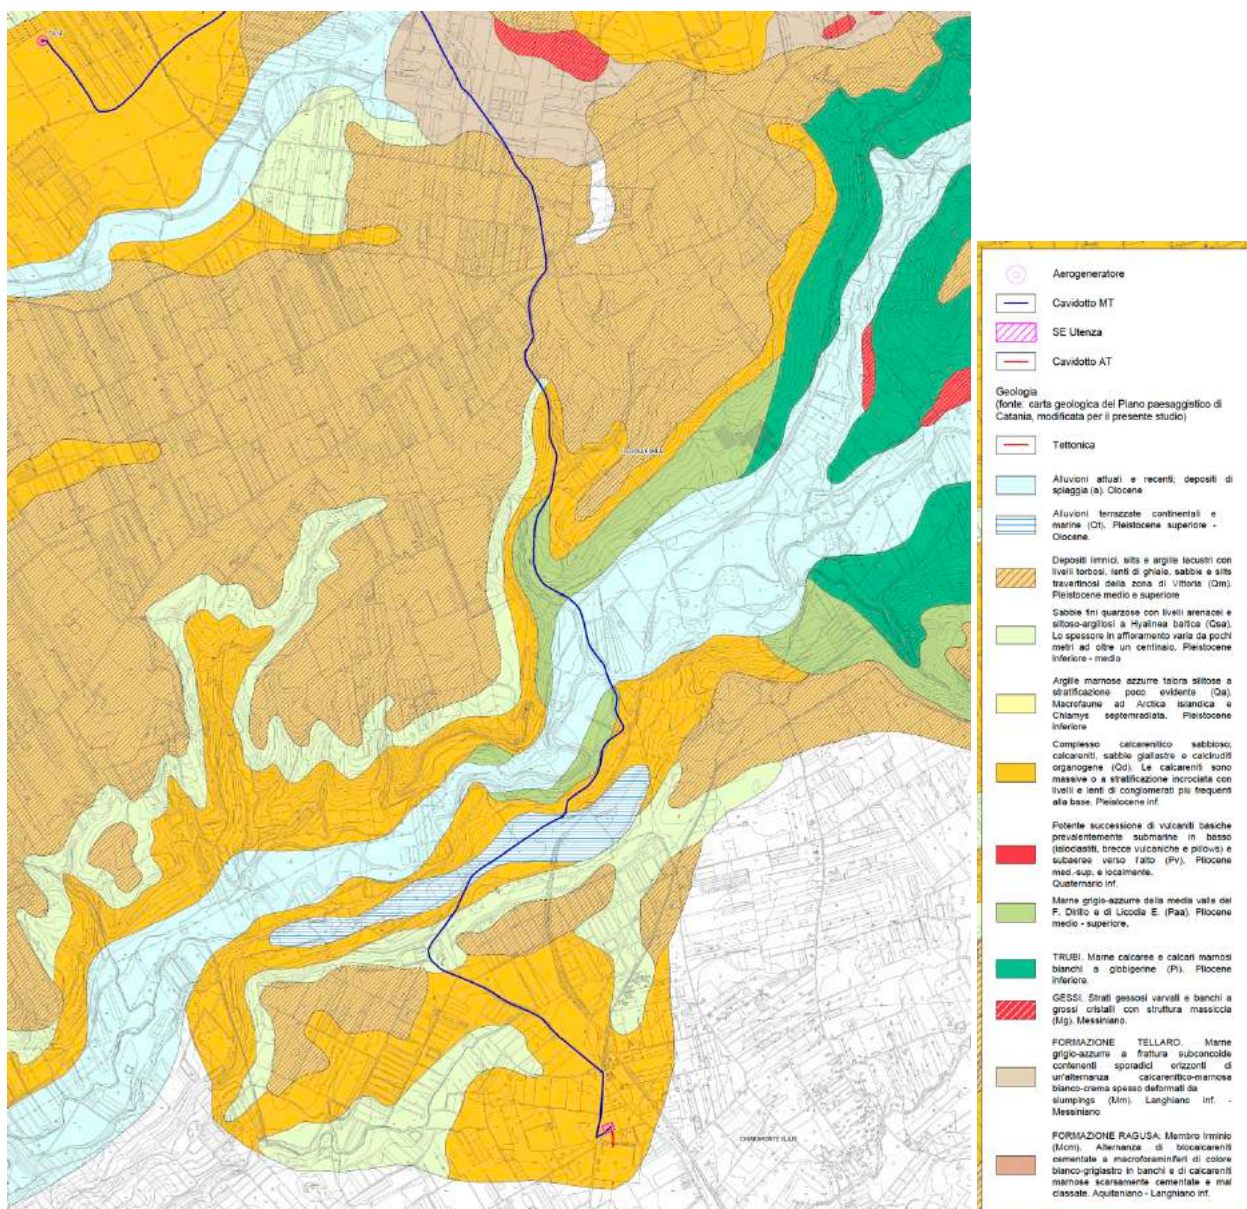 Aerogeneratore
Cavidotto MT
SE Utenza
Cavidotto AT
Geologia
(fonte: carta geologica del Piano paesaggistico di
Catania, modificata per il presente studio)
Tettonica
Alluvioni attuali e recenti; depositi di
spiaggia (a). Olocene
Alluvioni terrazzate continentali e
marine (Qt). Pleistocene superiore -
Olocene.
Depositi limnici, silts e argille lacustri con
livelli torbosi, lenti di ghiaie, sabbie e silts
travertinosi della zona di Vittoria (Qm).
Pleistocene medio e superiore
Sabbie fini quarzose con livelli arenacei e
siltoso-argillosi a Hyalinea baltica (Qsa).
Lo spessore in affioramento varia da pochi
metri ad oltre un centinaio. Pleistocene
inferiore - medio
Argille marnose azzurre talora siltose a
stratificazione poco evidente (Qa).
Macrofaune ad Arctica islandica e
Chlamys septemradiata. Pleistocene
inferiore
Complesso calcarenitico sabbioso;
calcareniti, sabbie giallastre e calciruditi
organogene (Qd). Le calcareniti sono
massive o a stratificazione incrociata con
livelli e lenti di conglomerati più frequenti
alla base. Pleistocene inf.
Potente successione di vulcaniti basiche
prevalentemente submarine in basso
(ialoclastiti, brecce vulcaniche e pillows) e
subaeree verso l'alto (Pv). Pliocene
med.-sup. e localmente.
Quaternario inf.
Marne grigio-azzurre della media valle del
F. Dirillo e di Licodia E. (Paa). Pliocene
medio - superiore.
TRUBI. Marne calcaree e calcari marnosi
bianchi a globigerine (Pi). Pliocene
inferiore.
GESSI. Strati gessosi varvati e banchi a
grossi cristalli con struttura massiccia
(Mg). Messiniano.
FORMAZIONE TELLARO. Marne
grigio-azzurre a frattura subconcoide
contenenti sporadici orizzonti di
un'alternanza calcarenitico-marnosa
bianco-crema spesso deformati da
slumpings (Mm). Langhiano inf. -
Messiniano
FORMAZIONE RAGUSA: Membro Irminio
(Mcm). Alternanza di biocalcareniti
cementate a macroforaminiferi di colore
bianco-grigiastro in banchi e di calcareniti
marnose scarsamente cementate e mal
classate. Aquitaniano - Langhiano inf.